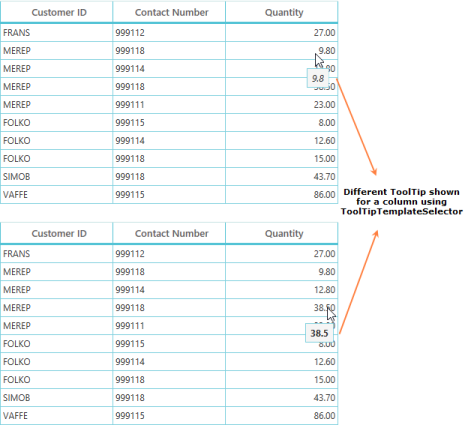 Customer ID Contact Number Quantity
FRANS 999112 27.00
MEREP 999118 9.80
MEREP 999114
MEREP 999118
9.8
MEREP 999111 23.00
FOLKO 999115 8.00
FOLKO 999114 12.60
FOLKO 999118 15.00
SIMOB 999118 43.70
VAFFE 999115 86.00
Different ToolTip shown
for a column using
ToolTipTemplateSelector
Customer ID Contact Number Quantity
FRANS 999112 27.00
MEREP 999118 9.80
MEREP 999114 12.80
MEREP 999118 38.50
MEREP 999111
38.5
FOLKO 999115 8.00
FOLKO 999114 12.60
FOLKO 999118 15.00
SIMOB 999118 43.70
VAFFE 999115 86.00